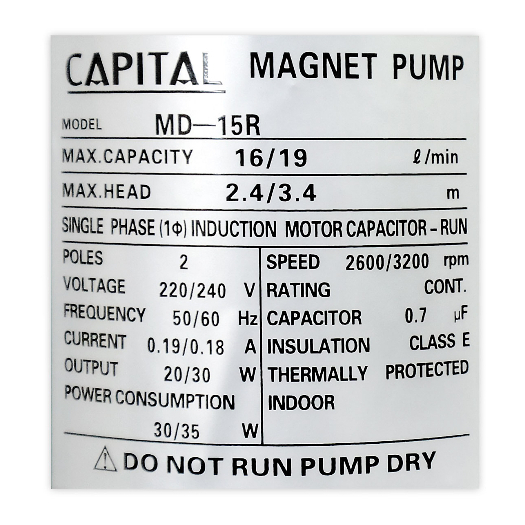 CAPITAL MAGNET PUMP
MODEL MD—15R
MAX.CAPACITY 16/19 ℓ/min
MAX.HEAD 2.4/3.4 m
SINGLE PHASE (1Φ) INDUCTION MOTOR CAPACITOR – RUN
POLES 2
VOLTAGE 220/240 V
FREQUENCY 50/60 Hz
CURRENT 0.19/0.18 A
OUTPUT 20/30 W
POWER CONSUMPTION
30/35 W
SPEED 2600/3200 rpm
RATING CONT.
CAPACITOR 0.7 µF
INSULATION CLASS E
THERMALLY PROTECTED
INDOOR
⚠ DO NOT RUN PUMP DRY